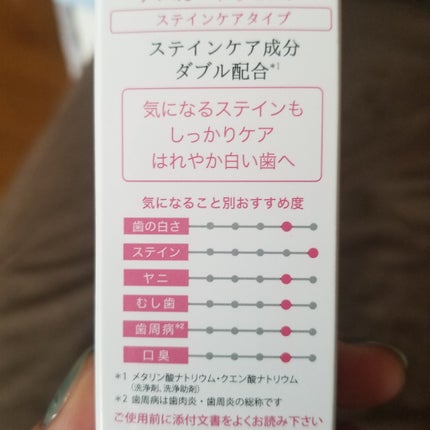 ステインケアタイプ
ステインケア成分
ダブル配合*1
気になるステインも
しっかりケア
はれやか白い歯へ
気になること別おすすめ度
歯の白さ
ステイン
ヤニ
むし歯
歯周病*2
口臭
*1 メタリン酸ナトリウム・クエン酸ナトリウム
(洗浄剤、洗浄助剤)
*2 歯周病は歯肉炎・歯周炎の総称です
ご使用前に添付文書をよくお読み下さい